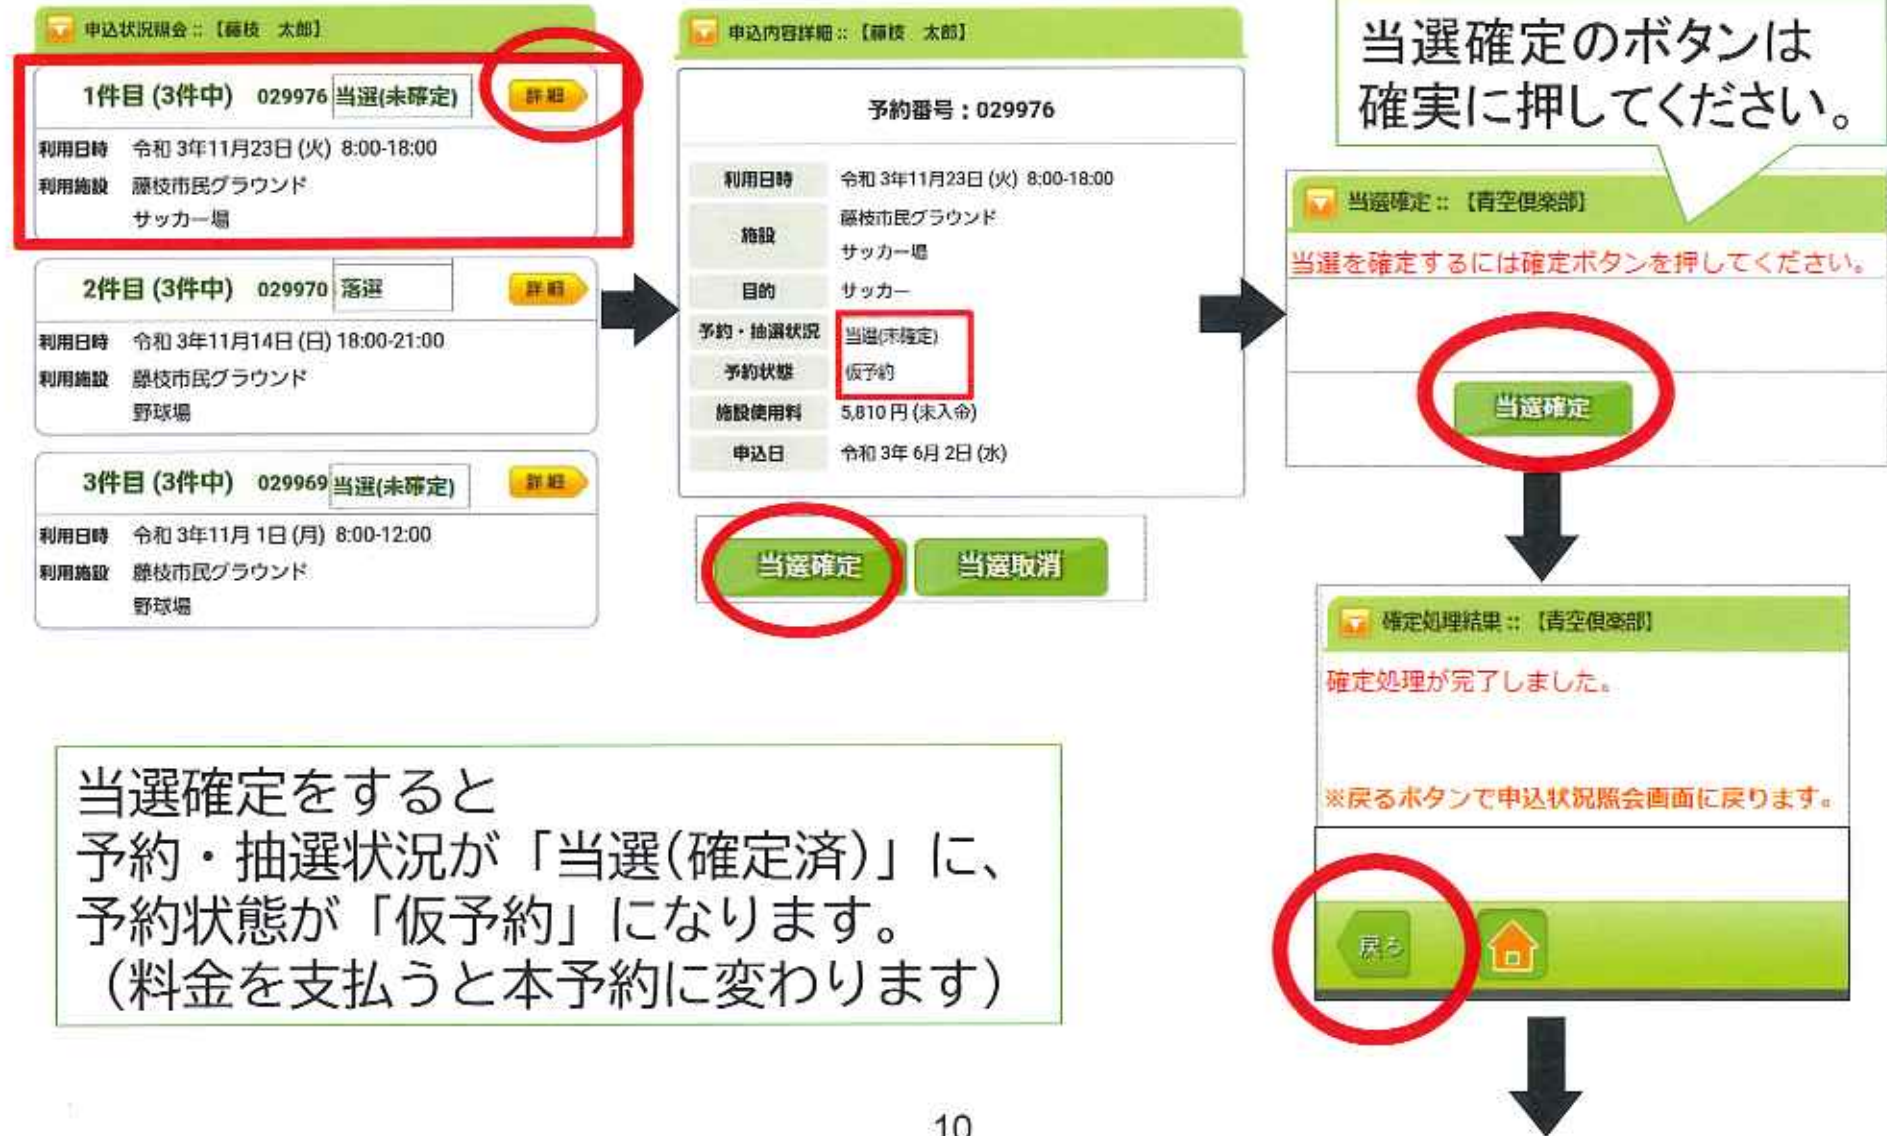 申込状況照会::【藤枝 太郎】
1件目 (3件中) 029976 当選(未確定) 詳細
利用日時 令和 3年11月23日 (火) 8:00-18:00
利用施設 藤枝市民グラウンド
サッカー場
2件目 (3件中) 029970 落選 詳細
利用日時 令和 3年11月14日 (日) 18:00-21:00
利用施設 藤枝市民グラウンド
野球場
3件目 (3件中) 029969 当選(未確定) 詳細
利用日時 令和 3年11月 1日 (月) 8:00-12:00
利用施設 藤枝市民グラウンド
野球場
申込内容詳細::【藤枝 太郎】
予約番号:029976
利用日時 令和 3年11月23日 (火) 8:00-18:00
施設 藤枝市民グラウンド
サッカー場
目的 サッカー
予約・抽選状況 当選(未確定)
予約状態 仮予約
施設使用料 5,810 円 (未入金)
申込日 令和 3年 6月 2日 (水)
当選確定 当選取消
当選確定のボタンは
確実に押してください。
当選確定::【青空倶楽部】
当選を確定するには確定ボタンを押してください。
当選確定
確定処理結果::【青空倶楽部】
確定処理が完了しました。
※戻るボタンで申込状況照会画面に戻ります。
戻る
当選確定をすると
予約・抽選状況が「当選(確定済)」に、
予約状態が「仮予約」になります。
(料金を支払うと本予約に変わります)
10